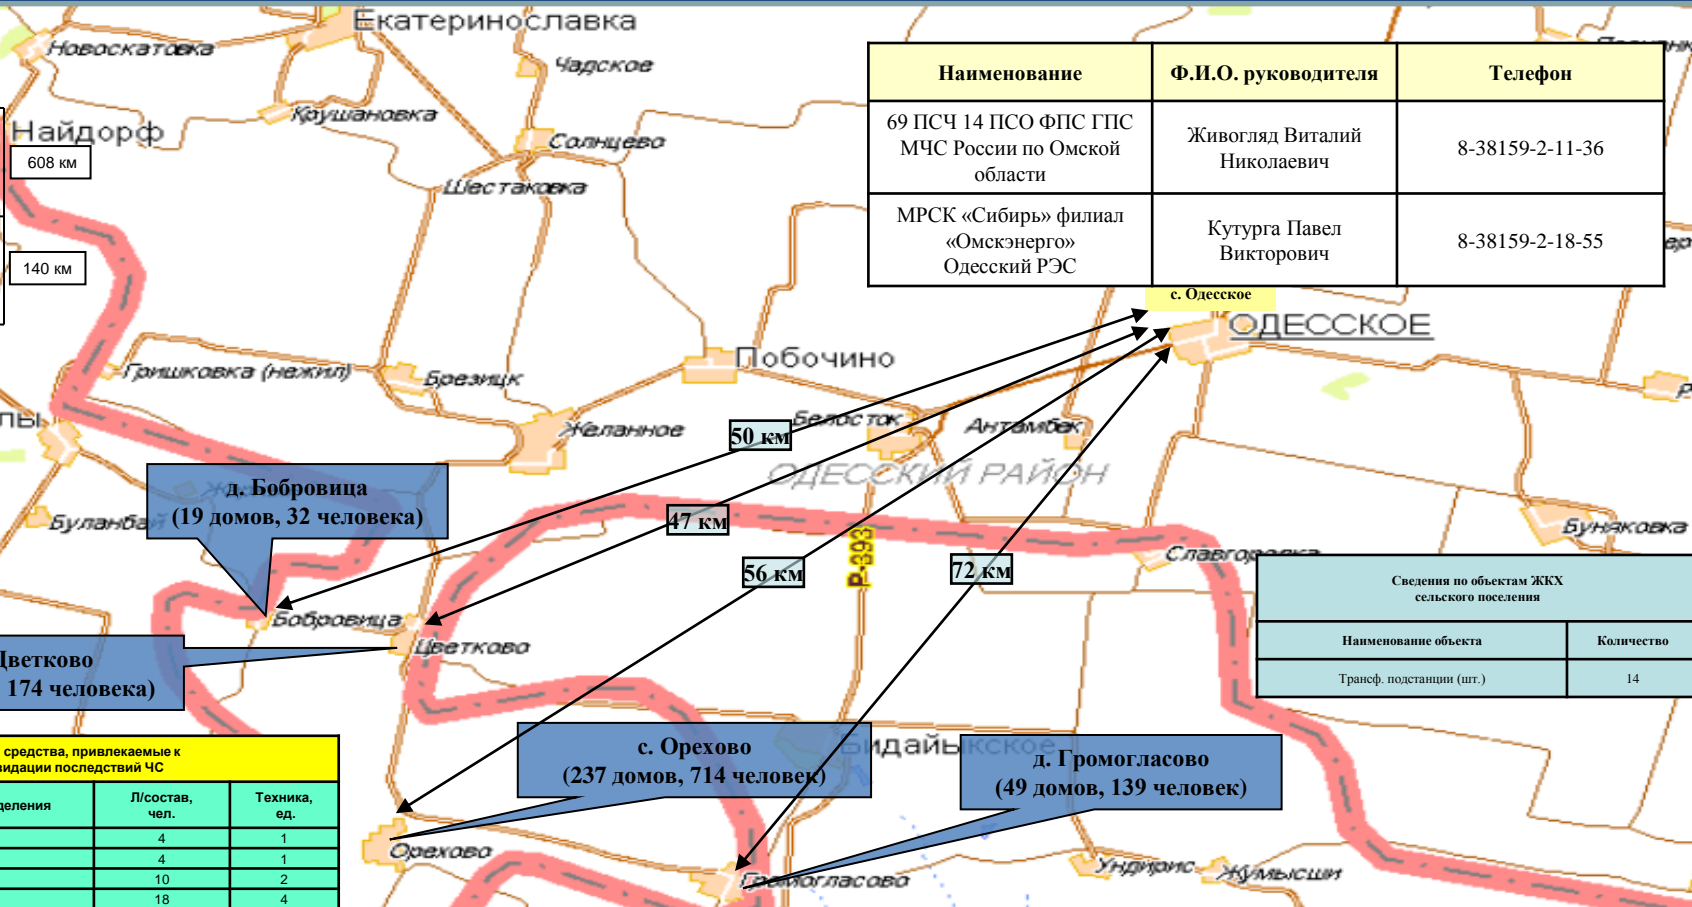 Екатеринославка
Новоскатовка
Чадское
Крушановка
Найдорф
608 км
Солнцево
Шестаковка
140 км
Наименование
Ф.И.О. руководителя
Телефон
69 ПСЧ 14 ПСО ФПС ГПС
МЧС России по Омской
области
Живогляд Виталий
Николаевич
8-38159-2-11-36
МРСК «Сибирь» филиал
«Омскэнерго»
Одесский РЭС
Кутурга Павел
Викторович
8-38159-2-18-55
с. Одесское
ОДЕССКОЕ
Побочино
Гришковка (нежил)
Брезицк
Желанное
Белосток
Антамбек
50 км
ОДЕССКИЙ РАЙОН
д. Бобровица
(19 домов, 32 человека)
Буланбай
47 км
Буняковка
Славгородка
Р-393
56 км
72 км
Сведения по объектам ЖКХ
сельского поселения
Наименование объекта
Количество
Трансф. подстанции (шт.)
14
Бобровица
Цветково
Цветково
174 человека)
средства, привлекаемые к
видации последствий ЧС
деления
Л/состав,
чел.
Техника,
ед.
4
1
4
1
10
2
18
4
с. Орехово
(237 домов, 714 человек)
Бидайыкское
д. Громогласово
(49 домов, 139 человек)
Орехово
Громогласово
Ундирис
Жумысши